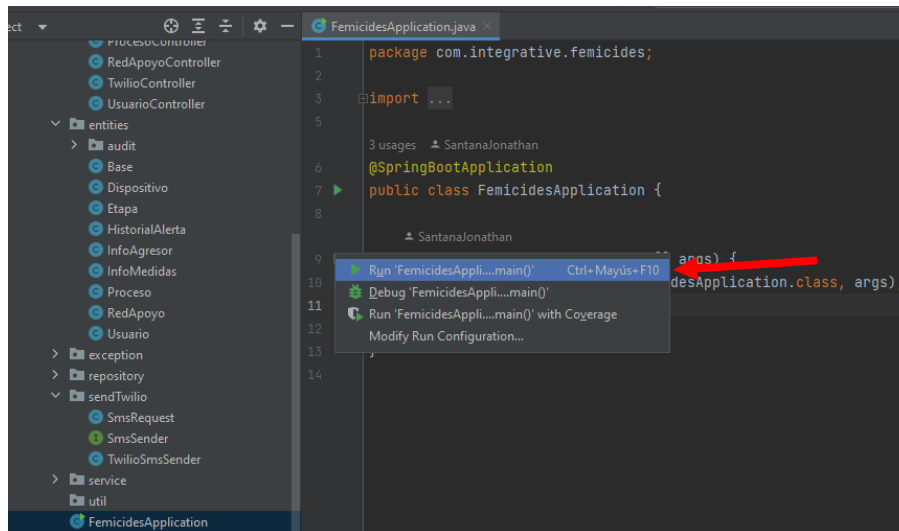 ect
FemicidesApplication.java
ProcesoController
RedApoyoController
TwilioController
UsuarioController
entities
audit
Base
Dispositivo
Etapa
HistorialAlerta
InfoAgresor
InfoMedidas
Proceso
RedApoyo
Usuario
exception
repository
sendTwilio
SmsRequest
SmsSender
TwilioSmsSender
service
util
FemicidesApplication
1 package com.integrative.femicides;
2
3 import ...
5
3 usages SantanaJonathan
6 @SpringBootApplication
7 public class FemicidesApplication {
8
SantanaJonathan
9 args) {
10 desApplication.class, args)
11
12
13 }
14
Run 'FemicidesAppli....main()' Ctrl+Mayús+F10
Debug 'FemicidesAppli....main()'
Run 'FemicidesAppli....main()' with Coverage
Modify Run Configuration...